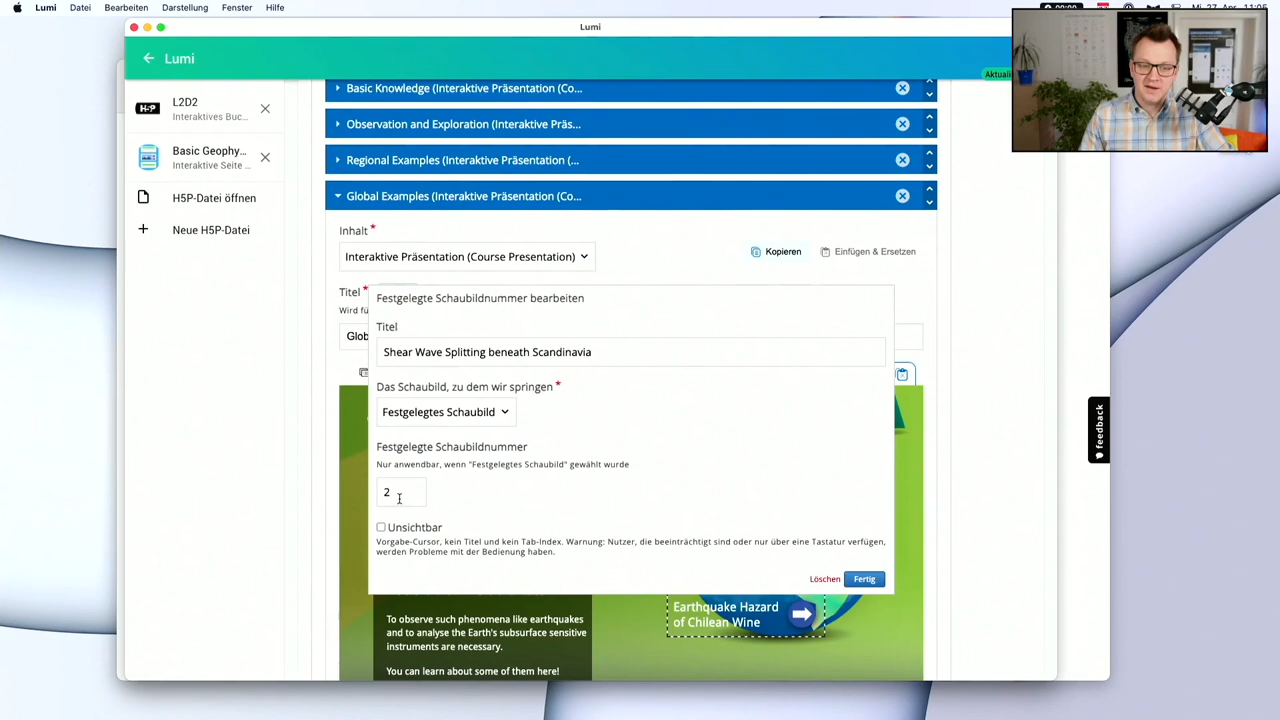 Lumi Datei Bearbeiten Darstellung Fenster Hilfe
Lumi
Lumi
L2D2
Interaktives Buc...
Basic Geophy...
Interaktive Seite ...
H5P-Datei öffnen
Neue H5P-Datei
Basic Knowledge (Interaktive Präsentation (Co...
Observation and Exploration (Interaktive Präs...
Regional Examples (Interaktive Präsentation (...
Global Examples (Interaktive Präsentation (Co...
Inhalt *
Interaktive Präsentation (Course Presentation)
Kopieren
Einfügen & Ersetzen
Titel *
Wird fü
Glob
Festgelegte Schaubildnummer bearbeiten
Titel
Shear Wave Splitting beneath Scandinavia
Das Schaubild, zu dem wir springen *
Festgelegtes Schaubild
Festgelegte Schaubildnummer
Nur anwendbar, wenn "Festgelegtes Schaubild" gewählt wurde
2
Unsichtbar
Vorgabe-Cursor, kein Titel und kein Tab-Index. Warnung: Nutzer, die beeinträchtigt sind oder nur über eine Tastatur verfügen,
werden Probleme mit der Bedienung haben.
Löschen
Fertig
To observe such phenomena like earthquakes
and to analyse the Earth's subsurface sensitive
instruments are necessary.
You can learn about some of them here!
Earthquake Hazard
of Chilean Wine
feedback